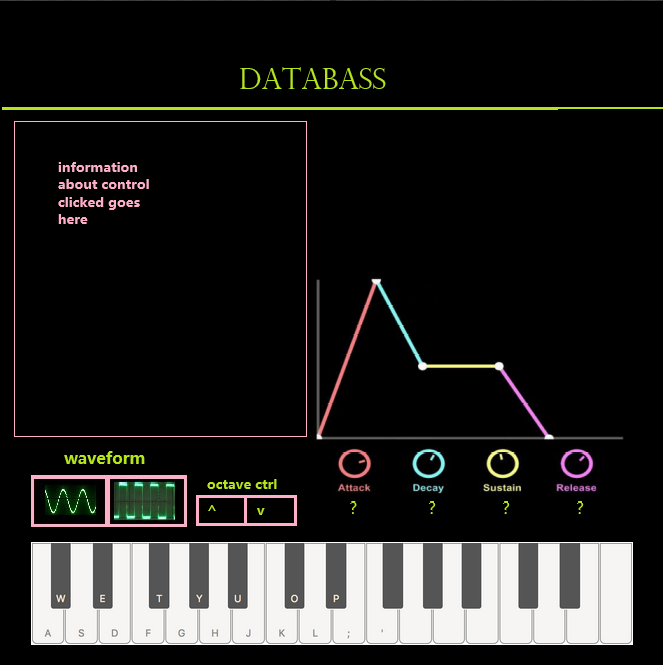 DATABASS
information
about control
clicked goes
here
waveform
octave ctrl
^ v
Attack Decay Sustain Release
? ? ? ?
W E T Y U O P
A S D F G H J K L ; '